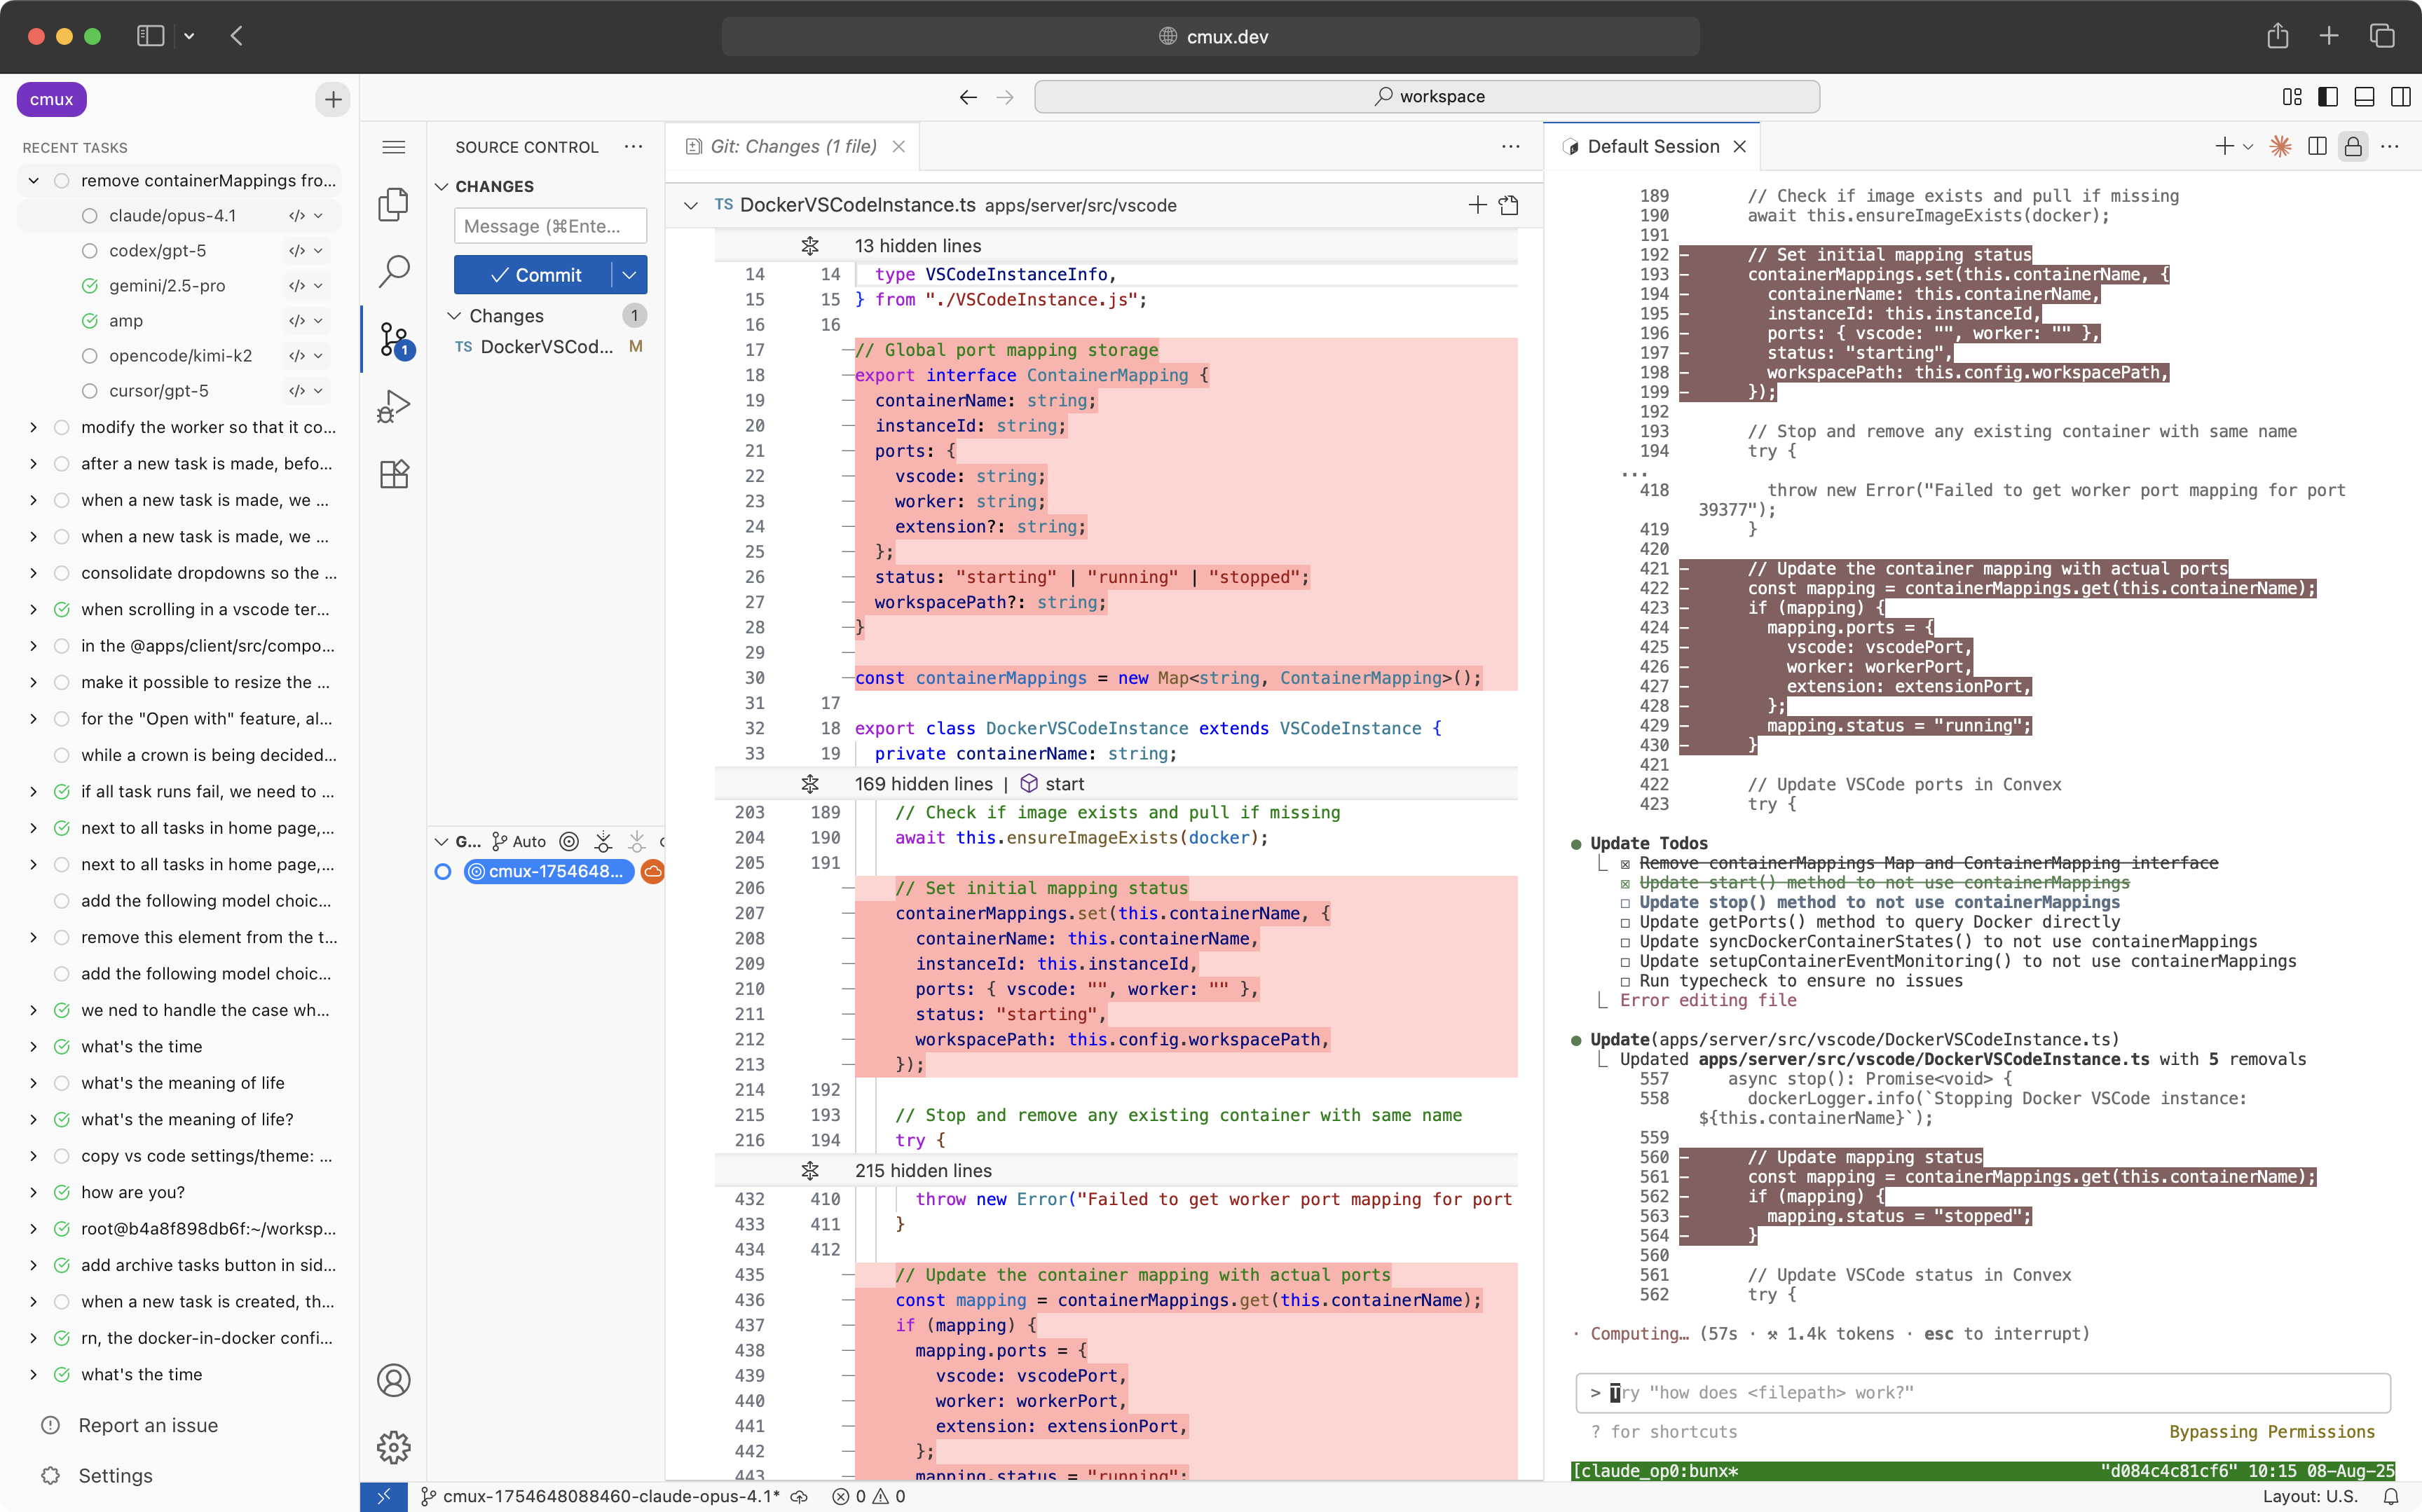 cmux.dev
cmux
workspace
RECENT TASKS
remove containerMappings fro...
claude/opus-4.1
codex/gpt-5
gemini/2.5-pro
amp
opencode/kimi-k2
cursor/gpt-5
modify the worker so that it co...
after a new task is made, befo...
when a new task is made, we ...
when a new task is made, we ...
consolidate dropdowns so the ...
when scrolling in a vscode ter...
in the @apps/client/src/compo...
make it possible to resize the ...
for the "Open with" feature, al...
while a crown is being decided...
if all task runs fail, we need to ...
next to all tasks in home page,...
next to all tasks in home page,...
add the following model choic...
remove this element from the t...
add the following model choic...
we ned to handle the case wh...
what's the time
what's the meaning of life
what's the meaning of life?
copy vs code settings/theme: ...
how are you?
root@b4a8f898db6f:~/worksp...
add archive tasks button in sid...
when a new task is created, th...
rn, the docker-in-docker confi...
what's the time
Report an issue
Settings
1
SOURCE CONTROL ...
CHANGES
Message (⌘Ente...
Commit
Changes 1
TS DockerVSCod... M
G... Auto
cmux-1754648...
Git: Changes (1 file)
TS DockerVSCodeInstance.ts apps/server/src/vscode
13 hidden lines
14 14 type VSCodeInstanceInfo,
15 15 } from "./VSCodeInstance.js";
16 16
17 —// Global port mapping storage
18 —export interface ContainerMapping {
19 — containerName: string;
20 — instanceId: string;
21 — ports: {
22 — vscode: string;
23 — worker: string;
24 — extension?: string;
25 — };
26 — status: "starting" | "running" | "stopped";
27 — workspacePath?: string;
28 —}
29 —
30 —const containerMappings = new Map<string, ContainerMapping>();
31 17
32 18 export class DockerVSCodeInstance extends VSCodeInstance {
33 19 private containerName: string;
169 hidden lines | start
203 189 // Check if image exists and pull if missing
204 190 await this.ensureImageExists(docker);
205 191
206 — // Set initial mapping status
207 — containerMappings.set(this.containerName, {
208 — containerName: this.containerName,
209 — instanceId: this.instanceId,
210 — ports: { vscode: "", worker: "" },
211 — status: "starting",
212 — workspacePath: this.config.workspacePath,
213 — });
214 192
215 193 // Stop and remove any existing container with same name
216 194 try {
215 hidden lines
432 410 throw new Error("Failed to get worker port mapping for port
433 411 }
434 412
435 — // Update the container mapping with actual ports
436 — const mapping = containerMappings.get(this.containerName);
437 — if (mapping) {
438 — mapping.ports = {
439 — vscode: vscodePort,
440 — worker: workerPort,
441 — extension: extensionPort,
442 — };
443 — mapping.status = "running";
Default Session
189 // Check if image exists and pull if missing
190 await this.ensureImageExists(docker);
191
192 - // Set initial mapping status
193 - containerMappings.set(this.containerName, {
194 - containerName: this.containerName,
195 - instanceId: this.instanceId,
196 - ports: { vscode: "", worker: "" },
197 - status: "starting",
198 - workspacePath: this.config.workspacePath,
199 - });
192
193 // Stop and remove any existing container with same name
194 try {
...
418 throw new Error("Failed to get worker port mapping for port
39377");
419 }
420
421 - // Update the container mapping with actual ports
422 - const mapping = containerMappings.get(this.containerName);
423 - if (mapping) {
424 - mapping.ports = {
425 - vscode: vscodePort,
426 - worker: workerPort,
427 - extension: extensionPort,
428 - };
429 - mapping.status = "running";
430 - }
421
422 // Update VSCode ports in Convex
423 try {
● Update Todos
⎿ ☒ Remove containerMappings Map and ContainerMapping interface
☒ Update start() method to not use containerMappings
☐ Update stop() method to not use containerMappings
☐ Update getPorts() method to query Docker directly
☐ Update syncDockerContainerStates() to not use containerMappings
☐ Update setupContainerEventMonitoring() to not use containerMappings
☐ Run typecheck to ensure no issues
⎿ Error editing file
● Update(apps/server/src/vscode/DockerVSCodeInstance.ts)
⎿ Updated apps/server/src/vscode/DockerVSCodeInstance.ts with 5 removals
557 async stop(): Promise<void> {
558 dockerLogger.info(`Stopping Docker VSCode instance:
${this.containerName}`);
559
560 - // Update mapping status
561 - const mapping = containerMappings.get(this.containerName);
562 - if (mapping) {
563 - mapping.status = "stopped";
564 - }
560
561 // Update VSCode status in Convex
562 try {
· Computing… (57s · ⚒ 1.4k tokens · esc to interrupt)
> Try "how does <filepath> work?"
? for shortcuts Bypassing Permissions
[claude_op0:bunx* "d084c4c81cf6" 10:15 08-Aug-25
cmux-1754648088460-claude-opus-4.1* 0 0 Layout: U.S.